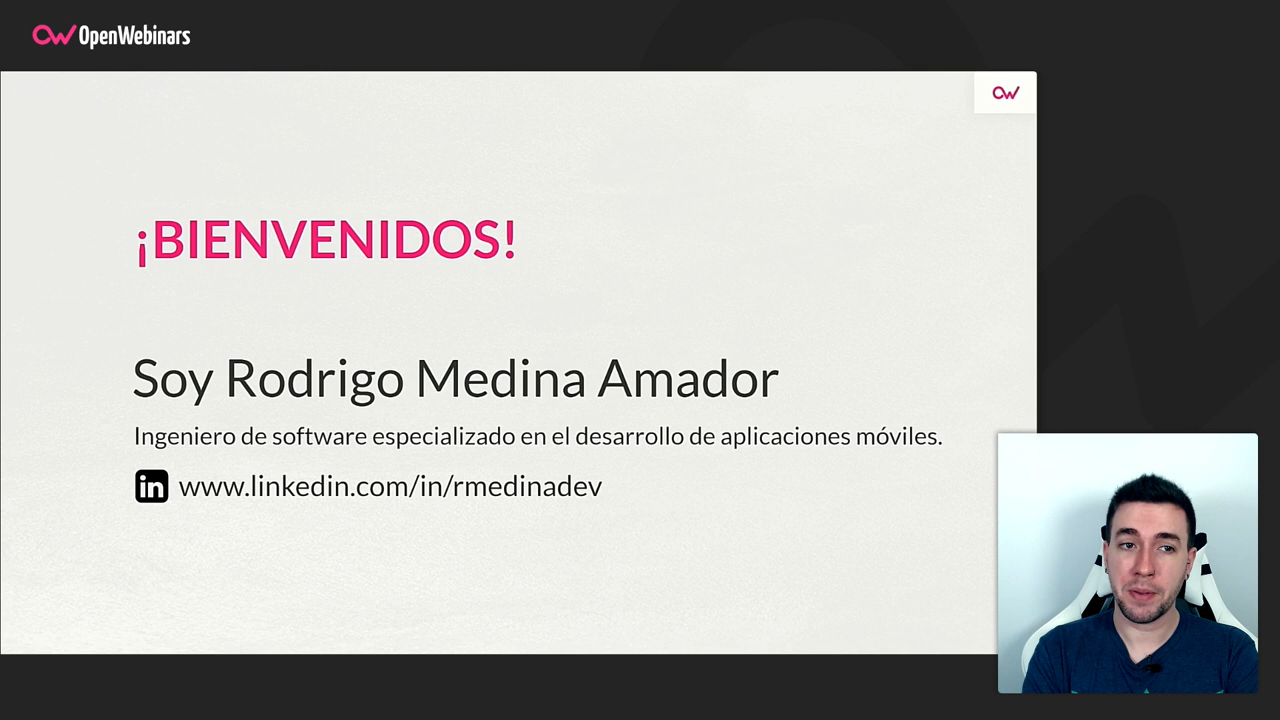 OpenWebinars
¡BIENVENIDOS!
Soy Rodrigo Medina Amador
Ingeniero de software especializado en el desarrollo de aplicaciones móviles.
in www.linkedin.com/in/rmedinadev